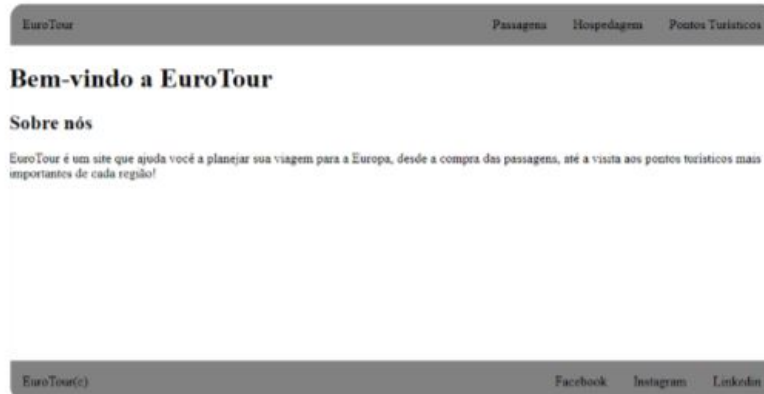 EuroTour Passagens Hospedagem Pontos Turísticos
Bem-vindo a EuroTour
Sobre nós
EuroTour é um site que ajuda você a planejar sua viagem para a Europa, desde a compra das passagens, até a visita aos pontos turísticos mais
importantes de cada região!
EuroTour(c) Facebook Instagram Linkedin